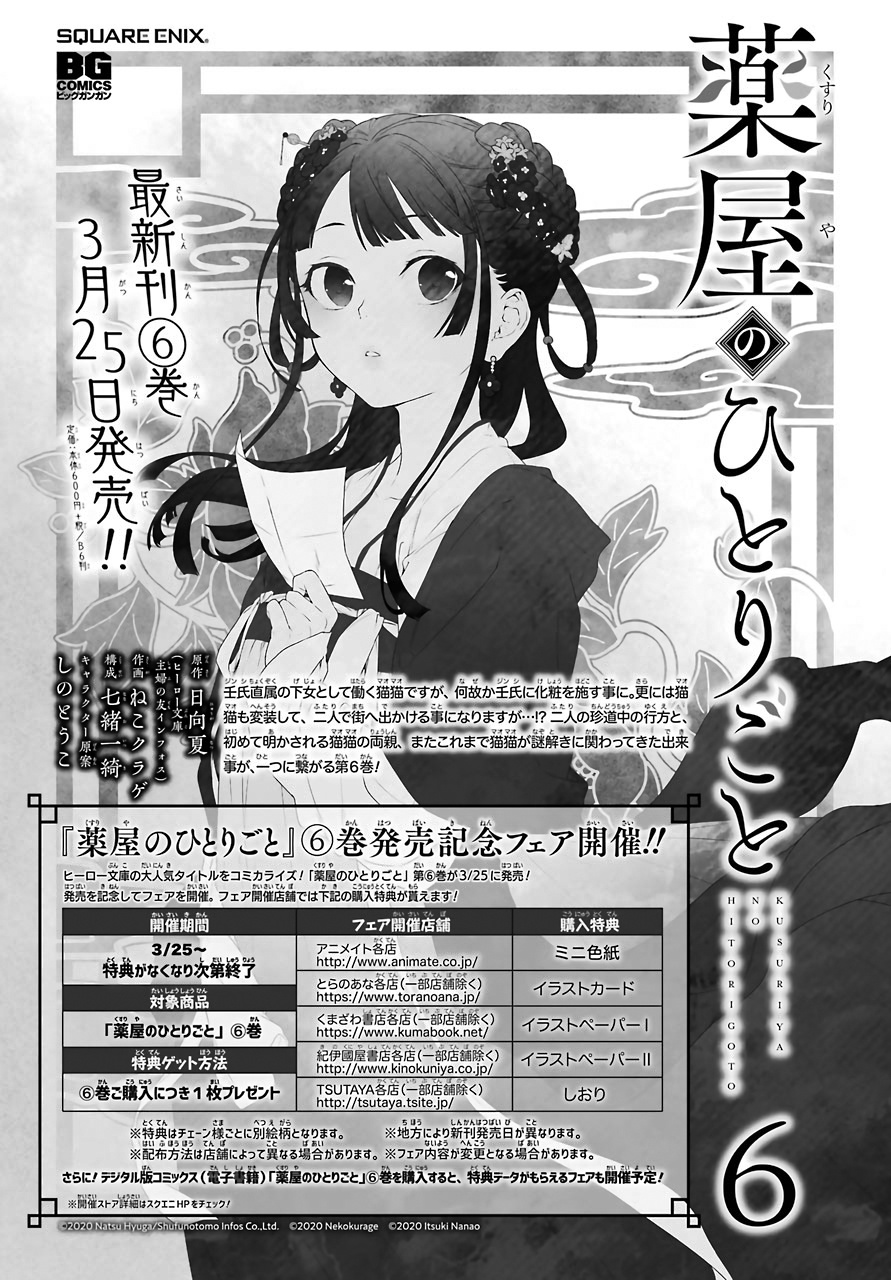 SQUARE ENIX®
BG
COMICS
ビッグガンガン
薬屋のひとりごと
くすり
や
KUSURIYA
NO
HITORIGOTO
6
最新刊⑥巻
さいしんかん
かん
3月25日発売!!
がつ
にち
はつばい
定価:本体600円+税/B6判
原作 日向夏
(ヒーロー文庫
主婦の友インフォス)
作画 ねこクラゲ
構成 七緒一綺
キャラクター原案
しのとうこ
壬氏直属の下女として働く猫猫ですが、何故か壬氏に化粧を施す事に。更には猫
猫も変装して、二人で街へ出かける事になりますが…!? 二人の珍道中の行方と、
初めて明かされる猫猫の両親、またこれまで猫猫が謎解きに関わってきた出来
事が、一つに繋がる第6巻!
『薬屋のひとりごと』⑥巻発売記念フェア開催!!
ヒーロー文庫の大人気タイトルをコミカライズ!「薬屋のひとりごと」第⑥巻が3/25に発売!
発売を記念してフェアを開催。フェア開催店舗では下記の購入特典が貰えます!
開催期間
3/25〜
特典がなくなり次第終了
対象商品
「薬屋のひとりごと」⑥巻
特典ゲット方法
⑥巻ご購入につき1枚プレゼント
フェア開催店舗 購入特典
アニメイト各店
http://www.animate.co.jp/
ミニ色紙
とらのあな各店(一部店舗除く)
https://www.toranoana.jp/
イラストカード
くまざわ書店各店(一部店舗除く)
https://www.kumabook.net/
イラストペーパーⅠ
紀伊國屋書店各店(一部店舗除く)
http://www.kinokuniya.co.jp/
イラストペーパーⅡ
TSUTAYA各店(一部店舗除く)
http://tsutaya.tsite.jp/
しおり
※特典はチェーン様ごとに別絵柄となります。 ※地方により新刊発売日が異なります。
※配布方法は店舗によって異なる場合があります。 ※フェア内容が変更となる場合があります。
さらに!デジタル版コミックス(電子書籍)「薬屋のひとりごと」⑥巻を購入すると、特典データがもらえるフェアも開催予定!
※開催ストア詳細はスクエニHPをチェック!
©2020 Natsu Hyuga/Shufunotomo Infos Co.,Ltd. ©2020 Nekokurage ©2020 Itsuki Nanao